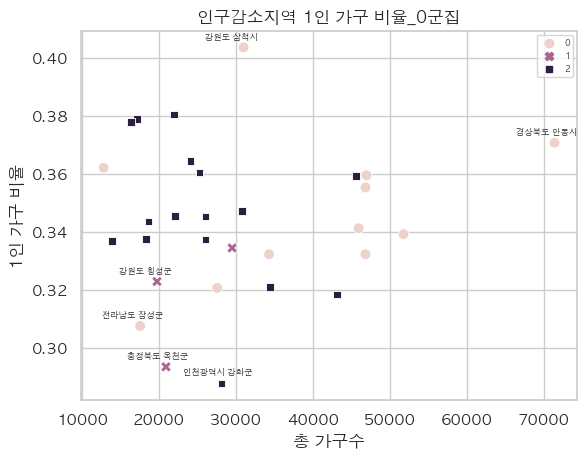 인구감소지역 1인 가구 비율_0군집
강원도 삼척시
0
1
2
경상북도 안동시
강원도 횡성군
전라남도 장성군
충청북도 옥천군
인천광역시 강화군
1인 가구 비율
0.40
0.38
0.36
0.34
0.32
0.30
10000 20000 30000 40000 50000 60000 70000
총 가구수